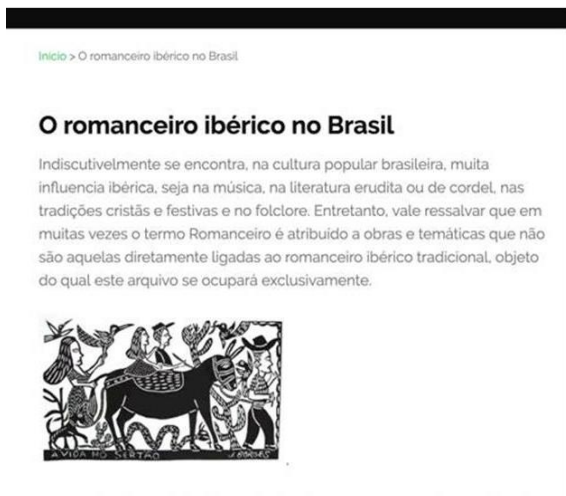 Início > O romanceiro ibérico no Brasil
O romanceiro ibérico no Brasil
Indiscutivelmente se encontra, na cultura popular brasileira, muita
influencia ibérica, seja na música, na literatura erudita ou de cordel, nas
tradições cristãs e festivas e no folclore. Entretanto, vale ressalvar que em
muitas vezes o termo Romanceiro é atribuído a obras e temáticas que não
são aquelas diretamente ligadas ao romanceiro ibérico tradicional, objeto
do qual este arquivo se ocupará exclusivamente.
A VIDA NO SERTÃO J. BORGES